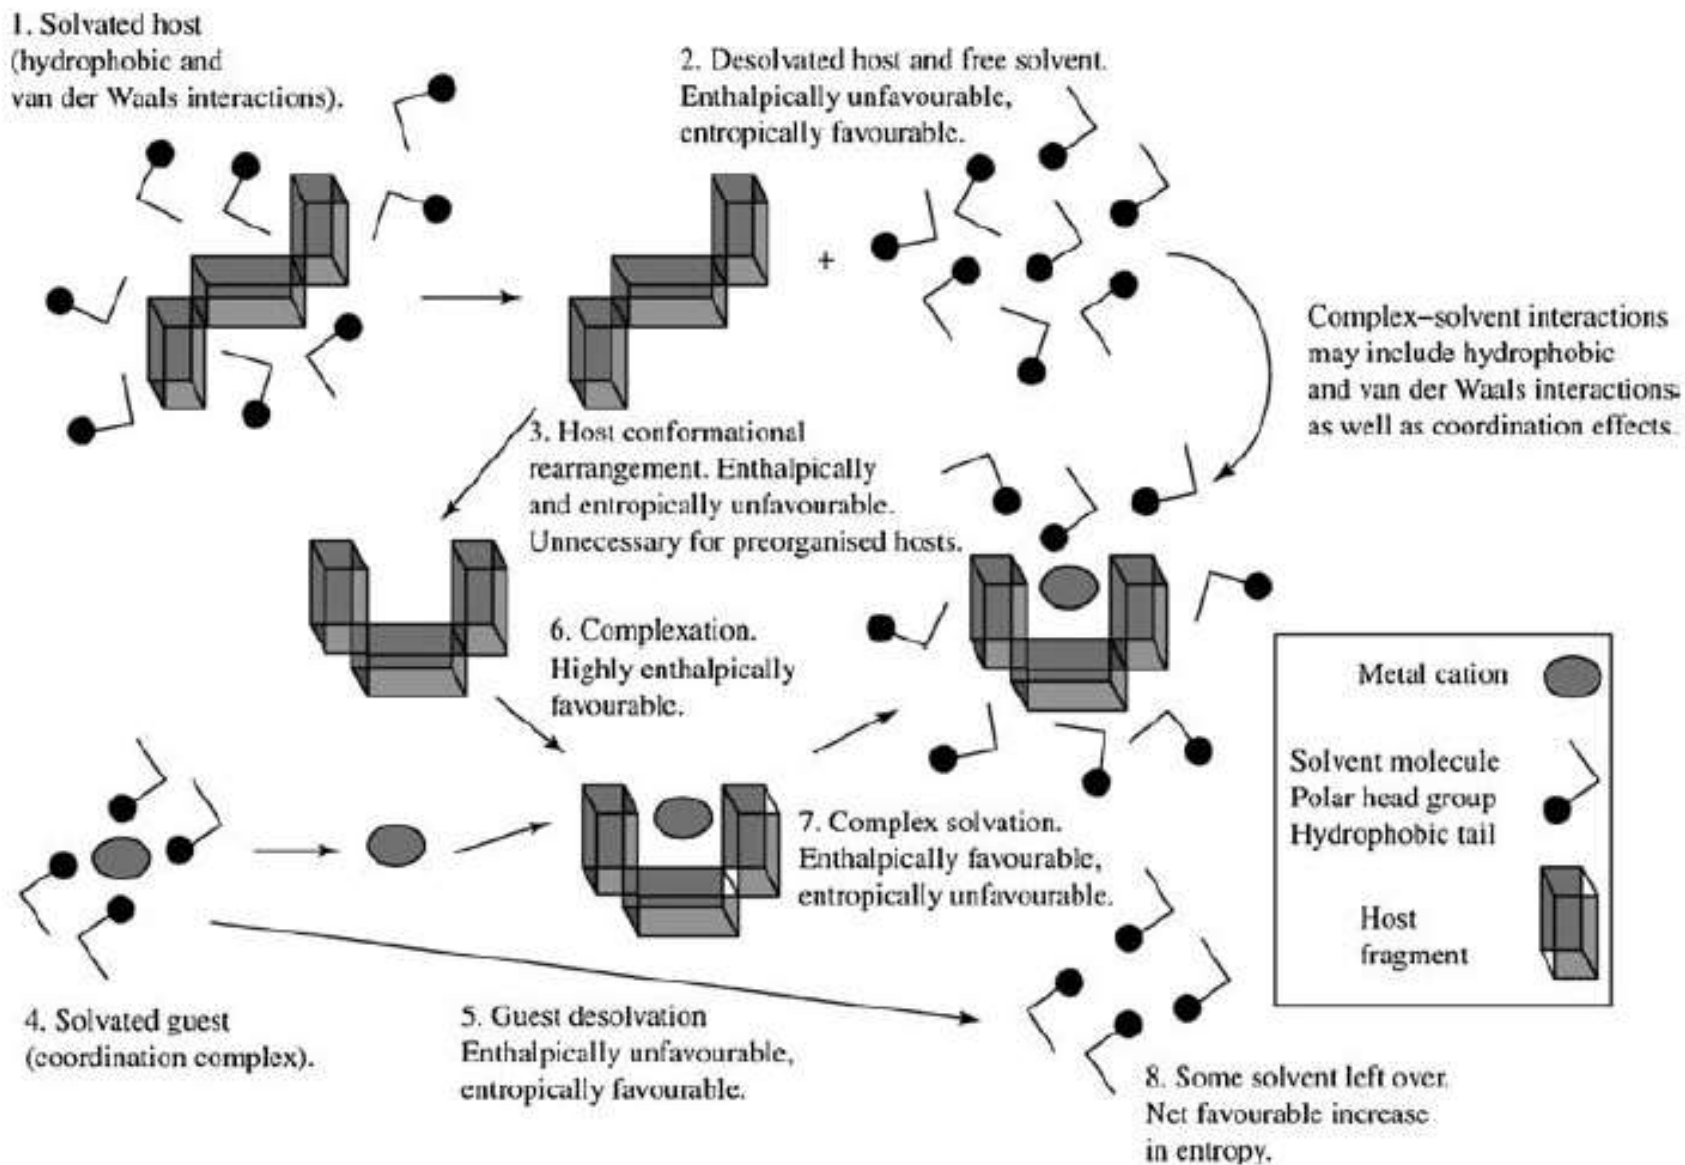 1. Solvated host
(hydrophobic and
van der Waals interactions).
2. Desolvated host and free solvent.
Enthalpically unfavourable,
entropically favourable.
+
Complex–solvent interactions
may include hydrophobic
and van der Waals interactions
as well as coordination effects.
3. Host conformational
rearrangement. Enthalpically
and entropically unfavourable.
Unnecessary for preorganised hosts.
6. Complexation.
Highly enthalpically
favourable.
7. Complex solvation.
Enthalpically favourable,
entropically unfavourable.
4. Solvated guest
(coordination complex).
5. Guest desolvation
Enthalpically unfavourable,
entropically favourable.
8. Some solvent left over.
Net favourable increase
in entropy.
Metal cation
Solvent molecule
Polar head group
Hydrophobic tail
Host
fragment